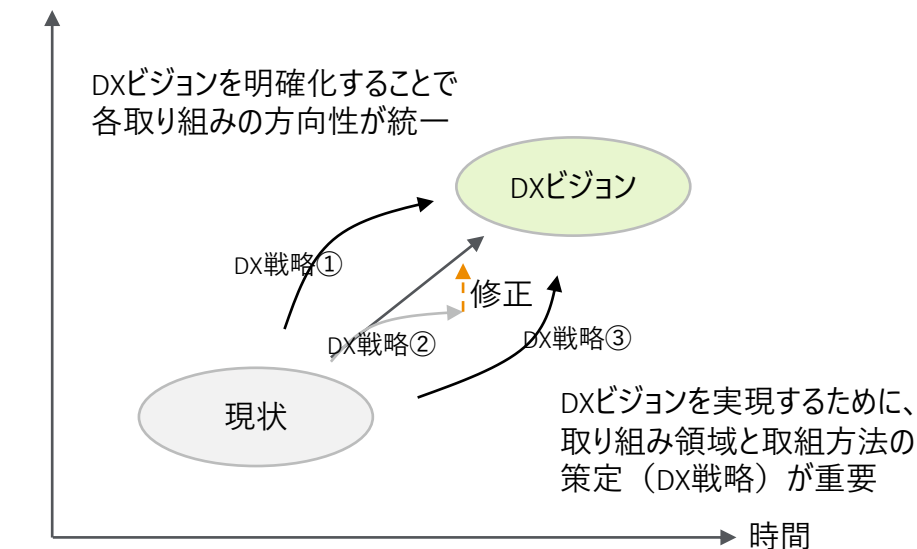 DXビジョンを明確化することで
各取り組みの方向性が統一
DXビジョン
DX戦略①
修正
DX戦略②
DX戦略③
現状
DXビジョンを実現するために、
取り組み領域と取組方法の
策定（DX戦略）が重要
時間